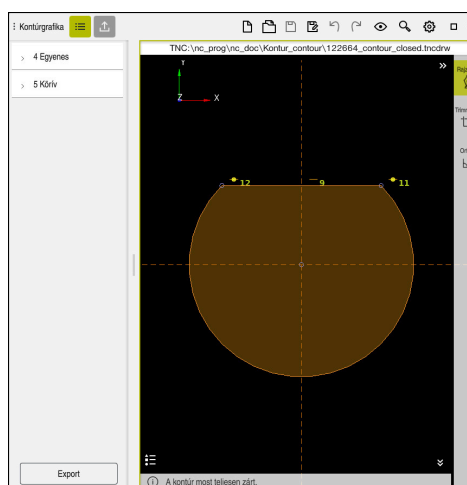 Kontúrgrafika
TNC:\nc_prog\nc_doc\Kontur_contour\122664_contour_closed.tncdrw
4 Egyenes
5 Körív
Y
Z X
12 9 11
Export
A kontúr most teljesen zárt.